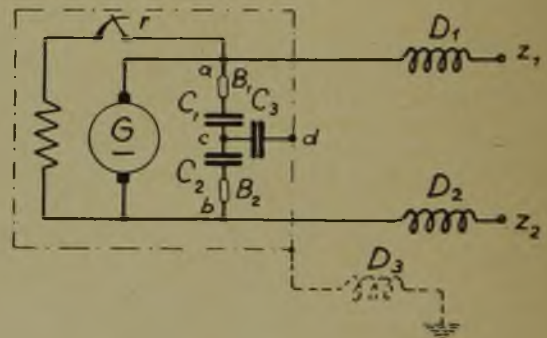 r
D₁
a
B₁
z₁
C₁
C₃
G
c
d
C₂
D₂
b
B₂
z₂
D₃